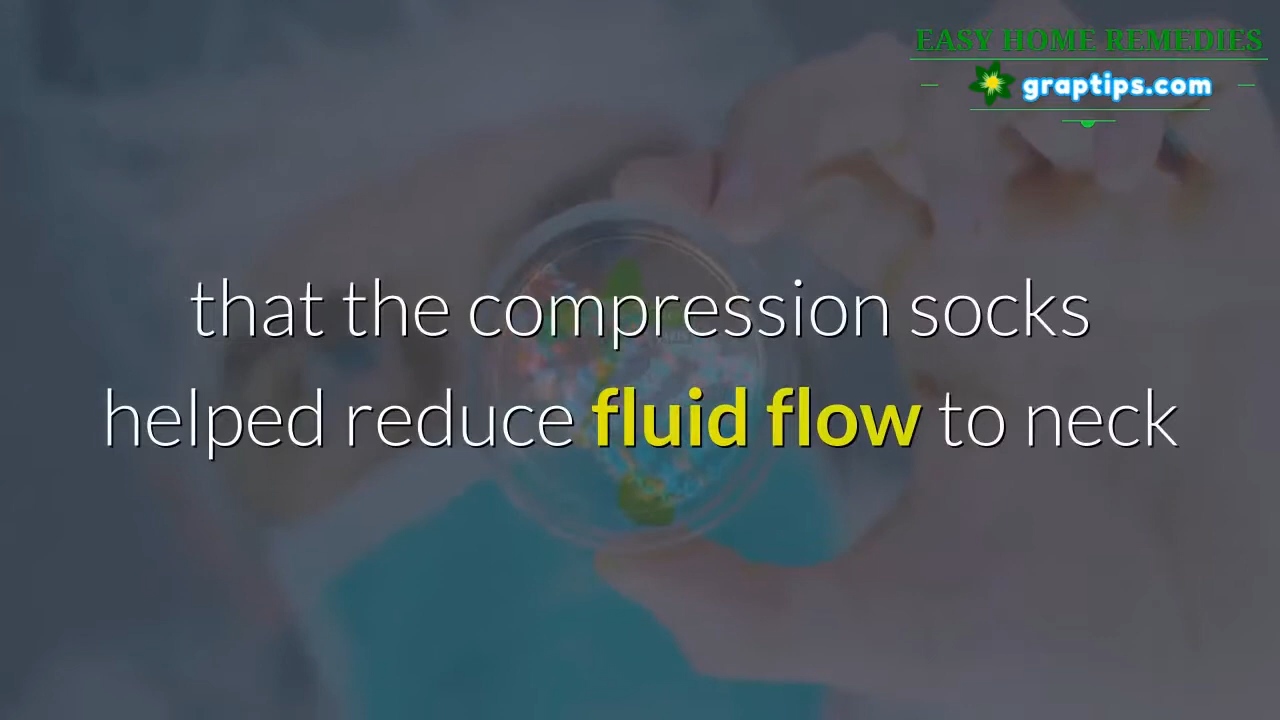 EASY HOME REMEDIES
graptips.com
that the compression socks
helped reduce fluid flow to neck